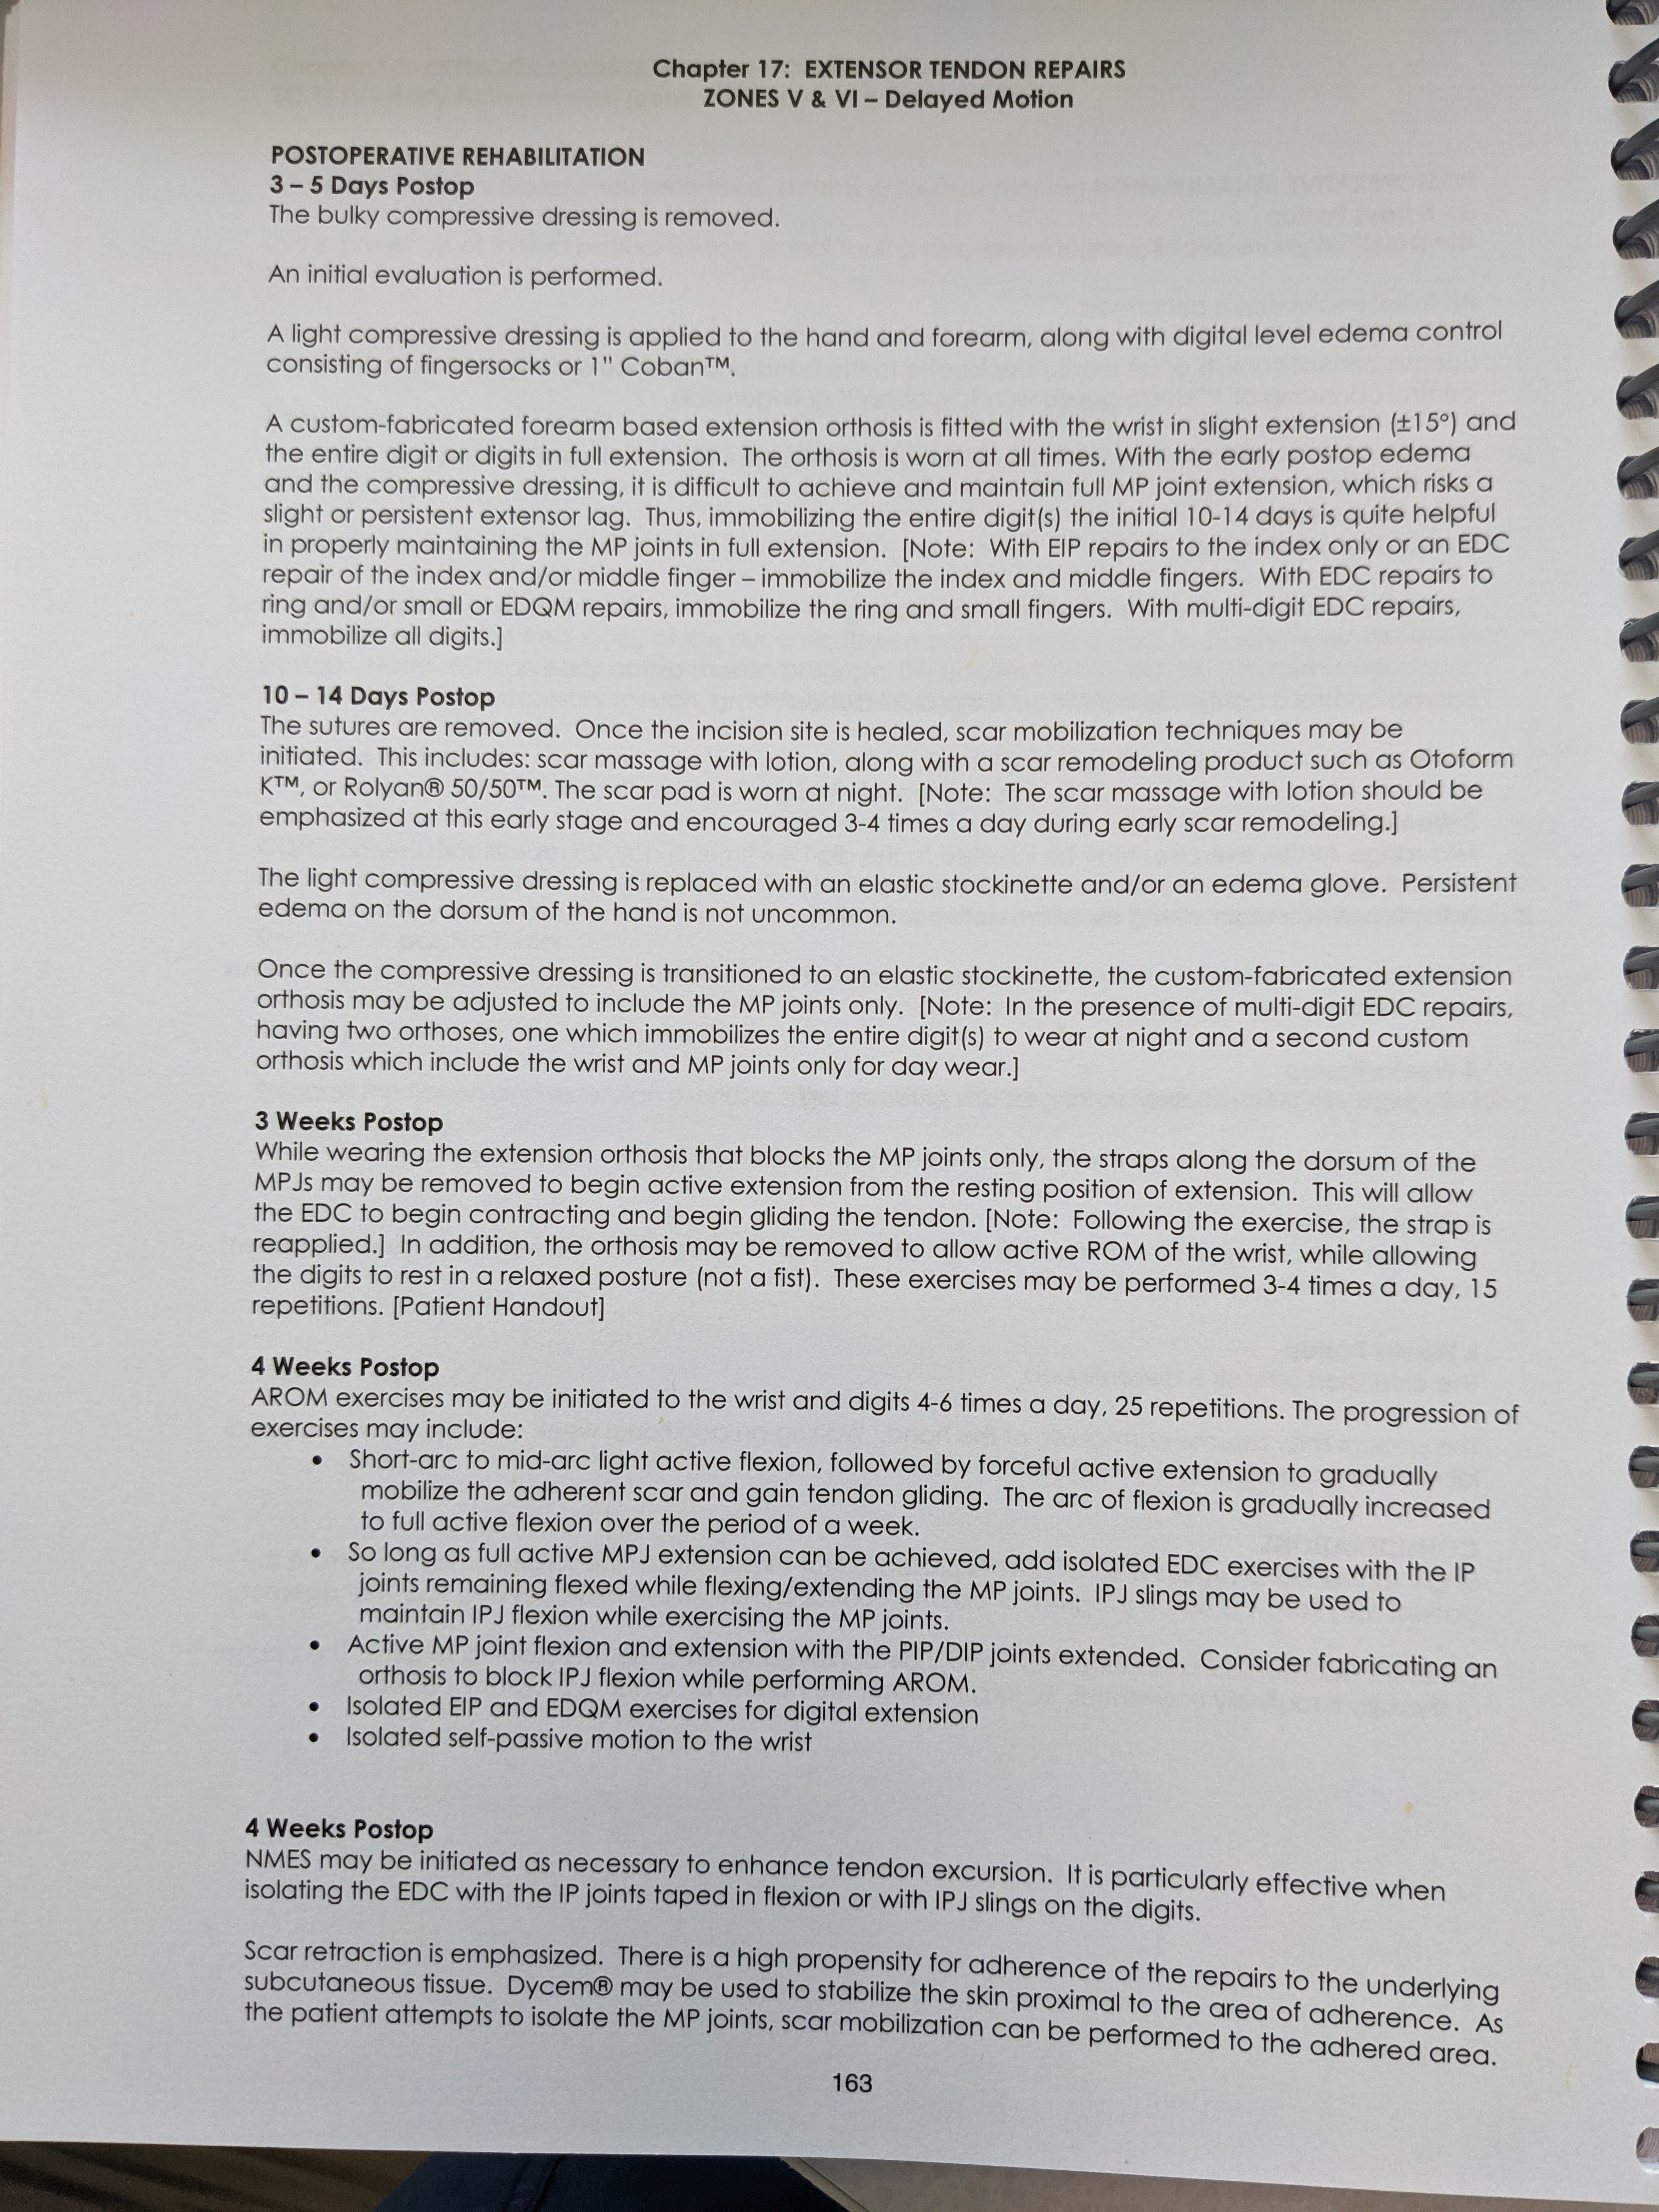 Chapter 17: EXTENSOR TENDON REPAIRS
ZONES V & VI – Delayed Motion
POSTOPERATIVE REHABILITATION
3 – 5 Days Postop
The bulky compressive dressing is removed.
An initial evaluation is performed.
A light compressive dressing is applied to the hand and forearm, along with digital level edema control
consisting of fingersocks or 1" Coban™.
A custom-fabricated forearm based extension orthosis is fitted with the wrist in slight extension (±15°) and
the entire digit or digits in full extension. The orthosis is worn at all times. With the early postop edema
and the compressive dressing, it is difficult to achieve and maintain full MP joint extension, which risks a
slight or persistent extensor lag. Thus, immobilizing the entire digit(s) the initial 10-14 days is quite helpful
in properly maintaining the MP joints in full extension. [Note: With EIP repairs to the index only or an EDC
repair of the index and/or middle finger – immobilize the index and middle fingers. With EDC repairs to
ring and/or small or EDQM repairs, immobilize the ring and small fingers. With multi-digit EDC repairs,
immobilize all digits.]
10 – 14 Days Postop
The sutures are removed. Once the incision site is healed, scar mobilization techniques may be
initiated. This includes: scar massage with lotion, along with a scar remodeling product such as Otoform
K™, or Rolyan® 50/50™. The scar pad is worn at night. [Note: The scar massage with lotion should be
emphasized at this early stage and encouraged 3-4 times a day during early scar remodeling.]
The light compressive dressing is replaced with an elastic stockinette and/or an edema glove. Persistent
edema on the dorsum of the hand is not uncommon.
Once the compressive dressing is transitioned to an elastic stockinette, the custom-fabricated extension
orthosis may be adjusted to include the MP joints only. [Note: In the presence of multi-digit EDC repairs,
having two orthoses, one which immobilizes the entire digit(s) to wear at night and a second custom
orthosis which include the wrist and MP joints only for day wear.]
3 Weeks Postop
While wearing the extension orthosis that blocks the MP joints only, the straps along the dorsum of the
MPJs may be removed to begin active extension from the resting position of extension. This will allow
the EDC to begin contracting and begin gliding the tendon. [Note: Following the exercise, the strap is
reapplied.] In addition, the orthosis may be removed to allow active ROM of the wrist, while allowing
the digits to rest in a relaxed posture (not a fist). These exercises may be performed 3-4 times a day, 15
repetitions. [Patient Handout]
4 Weeks Postop
AROM exercises may be initiated to the wrist and digits 4-6 times a day, 25 repetitions. The progression of
exercises may include:
• Short-arc to mid-arc light active flexion, followed by forceful active extension to gradually
mobilize the adherent scar and gain tendon gliding. The arc of flexion is gradually increased
to full active flexion over the period of a week.
• So long as full active MPJ extension can be achieved, add isolated EDC exercises with the IP
joints remaining flexed while flexing/extending the MP joints. IPJ slings may be used to
maintain IPJ flexion while exercising the MP joints.
• Active MP joint flexion and extension with the PIP/DIP joints extended. Consider fabricating an
orthosis to block IPJ flexion while performing AROM.
• Isolated EIP and EDQM exercises for digital extension
• Isolated self-passive motion to the wrist
4 Weeks Postop
NMES may be initiated as necessary to enhance tendon excursion. It is particularly effective when
isolating the EDC with the IP joints taped in flexion or with IPJ slings on the digits.
Scar retraction is emphasized. There is a high propensity for adherence of the repairs to the underlying
subcutaneous tissue. Dycem® may be used to stabilize the skin proximal to the area of adherence. As
the patient attempts to isolate the MP joints, scar mobilization can be performed to the adhered area.
163